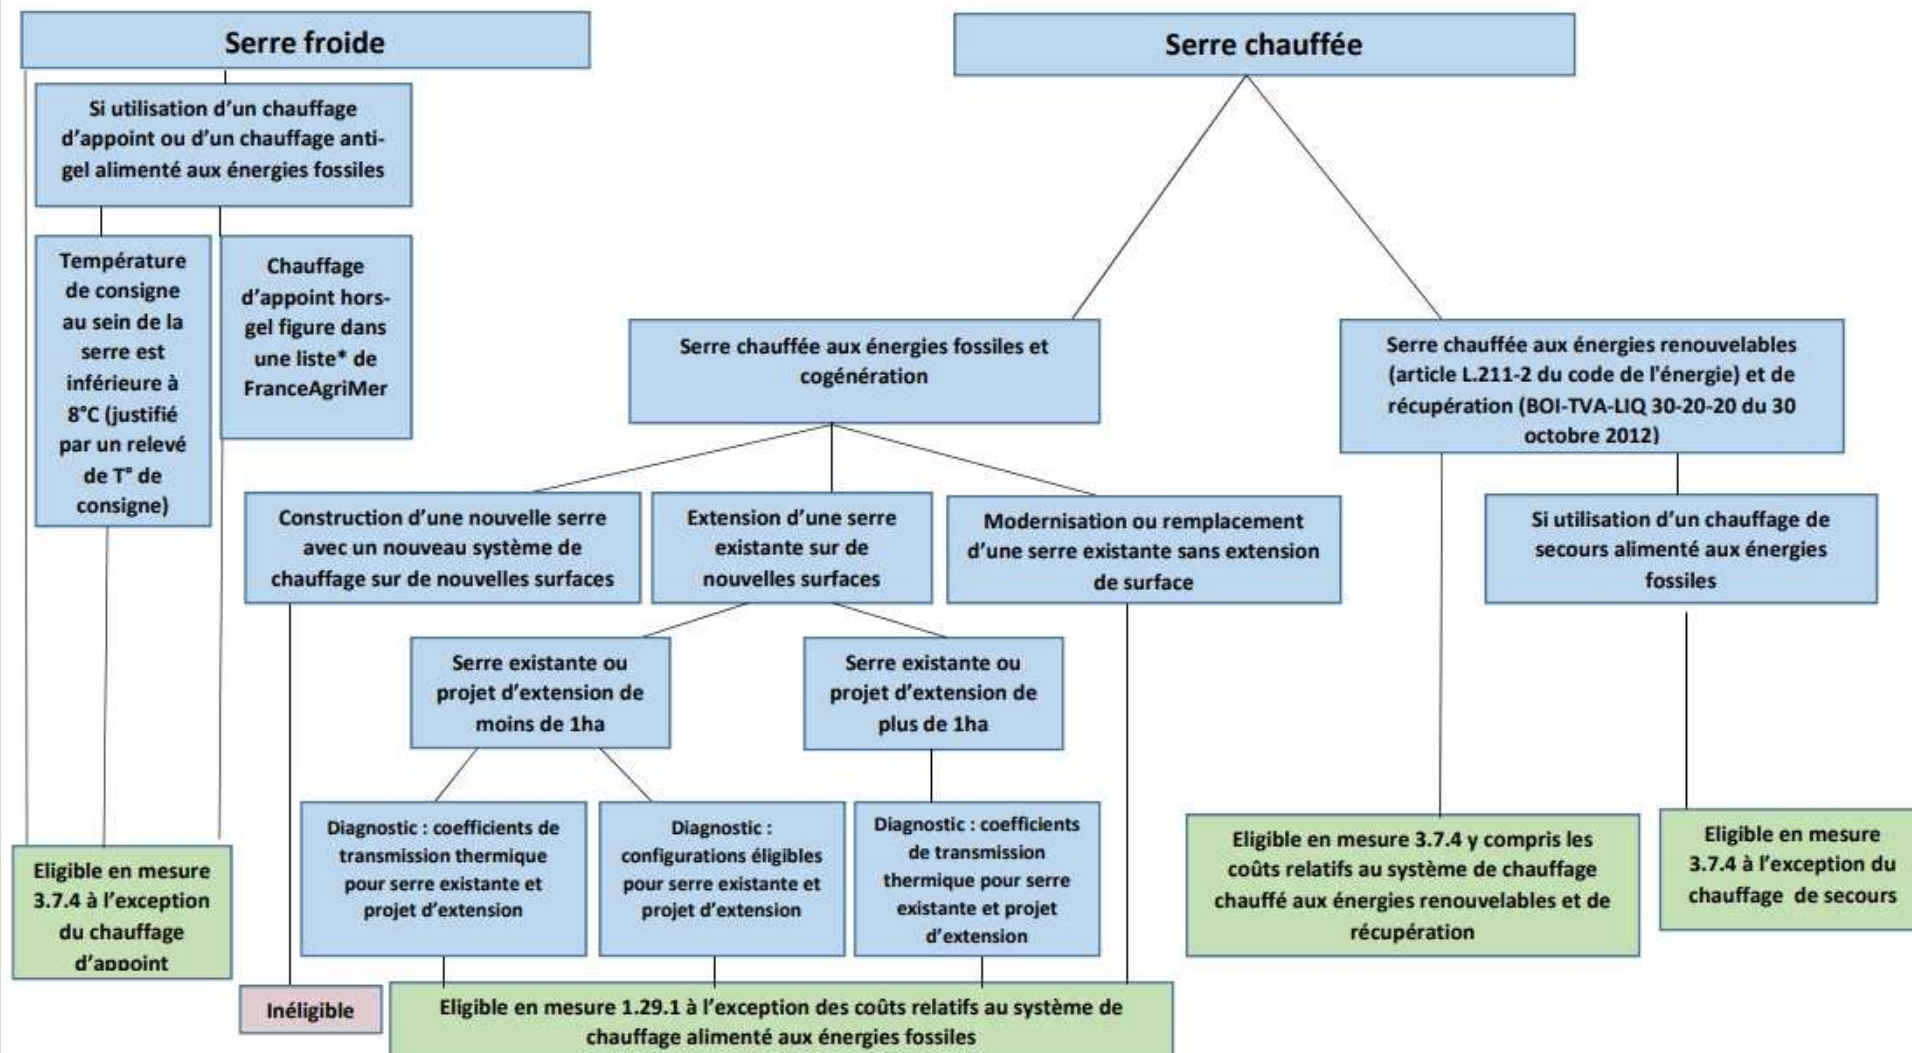 Serre froide
Serre chauffée
Si utilisation d'un chauffage
d'appoint ou d'un chauffage anti-
gel alimenté aux énergies fossiles
Température
de consigne
au sein de la
serre est
inférieure à
8°C (justifié
par un relevé
de T° de
consigne)
Chauffage
d'appoint hors-
gel figure dans
une liste* de
FranceAgriMer
Serre chauffée aux énergies fossiles et
cogénération
Serre chauffée aux énergies renouvelables
(article L.211-2 du code de l'énergie) et de
récupération (BOI-TVA-LIQ 30-20-20 du 30
octobre 2012)
Construction d'une nouvelle serre
avec un nouveau système de
chauffage sur de nouvelles surfaces
Extension d'une serre
existante sur de
nouvelles surfaces
Modernisation ou remplacement
d'une serre existante sans extension
de surface
Si utilisation d'un chauffage de
secours alimenté aux énergies
fossiles
Serre existante ou
projet d'extension de
moins de 1ha
Serre existante ou
projet d'extension de
plus de 1ha
Diagnostic : coefficients de
transmission thermique
pour serre existante et
projet d'extension
Diagnostic :
configurations éligibles
pour serre existante et
projet d'extension
Diagnostic : coefficients
de transmission
thermique pour serre
existante et projet
d'extension
Eligible en mesure
3.7.4 à l'exception
du chauffage
d'appoint
Inéligible
Eligible en mesure 1.29.1 à l'exception des coûts relatifs au système de
chauffage alimenté aux énergies fossiles
Eligible en mesure 3.7.4 y compris les
coûts relatifs au système de chauffage
chauffé aux énergies renouvelables et de
récupération
Eligible en mesure
3.7.4 à l'exception du
chauffage de secours